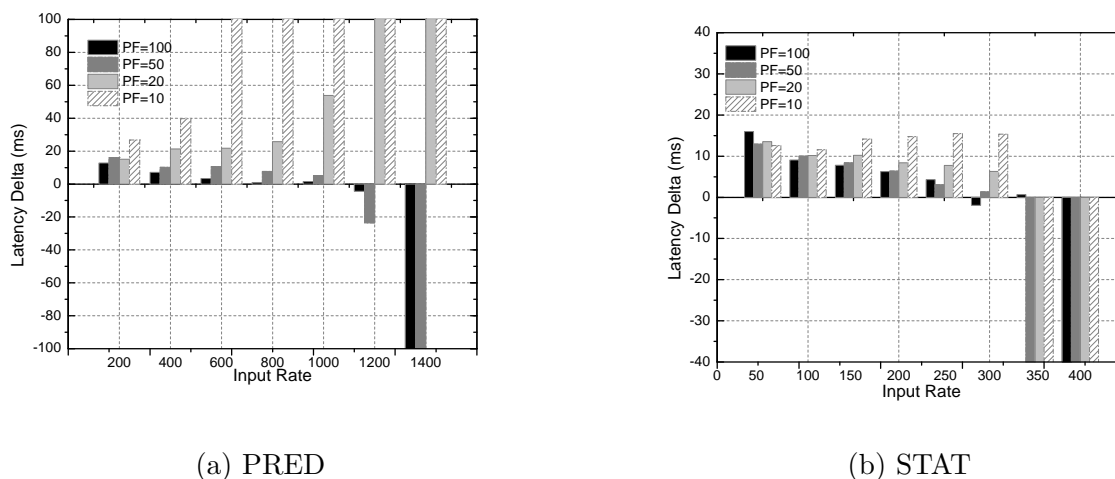 100
80
60
40
20
0
-20
-40
-60
-80
-100
Latency Delta (ms)
PF=100
PF=50
PF=20
PF=10
200 400 600 800 1000 1200 1400
Input Rate
(a) PRED
40
30
20
10
0
-10
-20
-30
-40
Latency Delta (ms)
PF=100
PF=50
PF=20
PF=10
0 50 100 150 200 250 300 350 400
Input Rate
(b) STAT